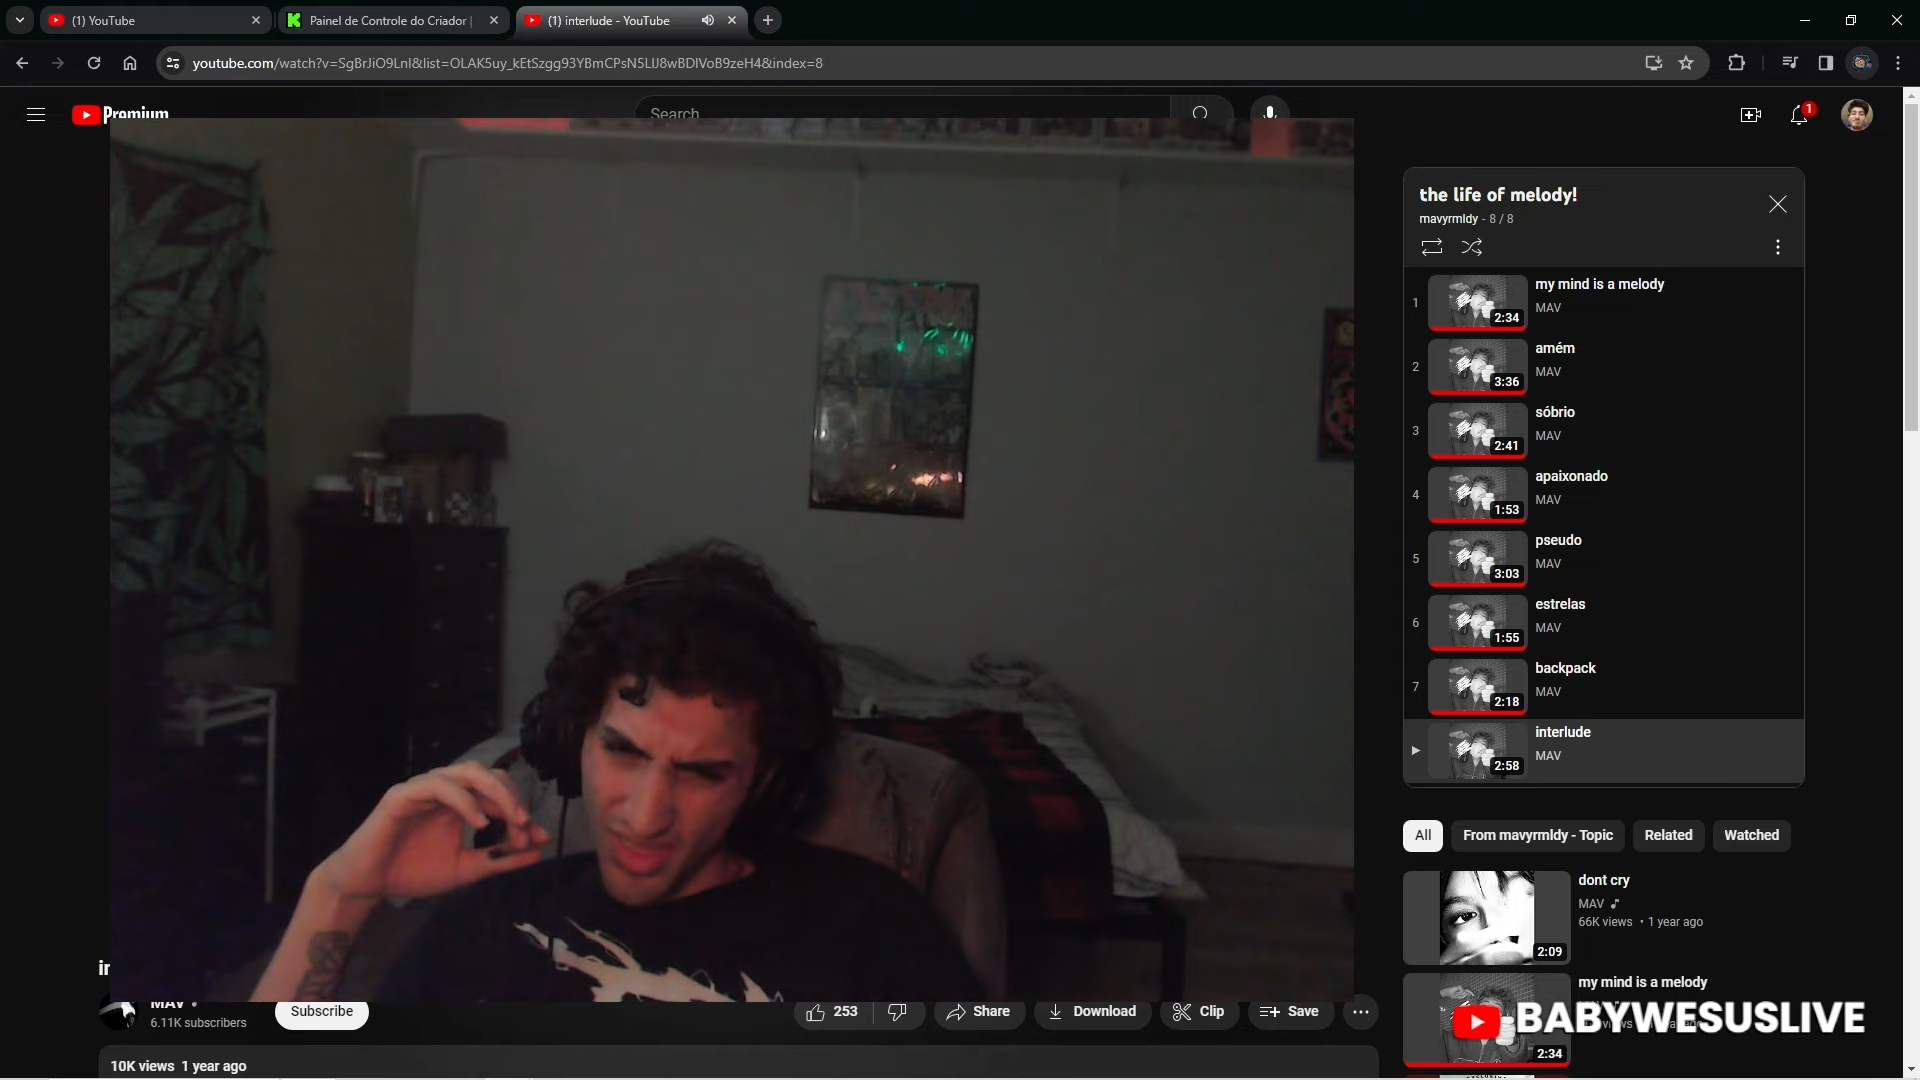 (1) YouTube
Painel de Controle do Criador |
(1) interlude - YouTube
youtube.com/watch?v=SgBrJiO9LnI&list=OLAK5uy_kEtSzgg93YBmCPsN5LlJ8wBDlVoB9zeH4&index=8
Premium
Search
1
the life of melody!
mavyrmldy - 8 / 8
1
2:34
my mind is a melody
MAV
2
3:36
amém
MAV
3
2:41
sóbrio
MAV
4
1:53
apaixonado
MAV
5
3:03
pseudo
MAV
6
1:55
estrelas
MAV
7
2:18
backpack
MAV
2:58
interlude
MAV
All
From mavyrmldy - Topic
Related
Watched
dont cry
MAV
66K views • 1 year ago
2:09
my mind is a melody
BABYWESUSLIVE
2:34
MAV
6.11K subscribers
Subscribe
253
Share
Download
Clip
Save
10K views 1 year ago